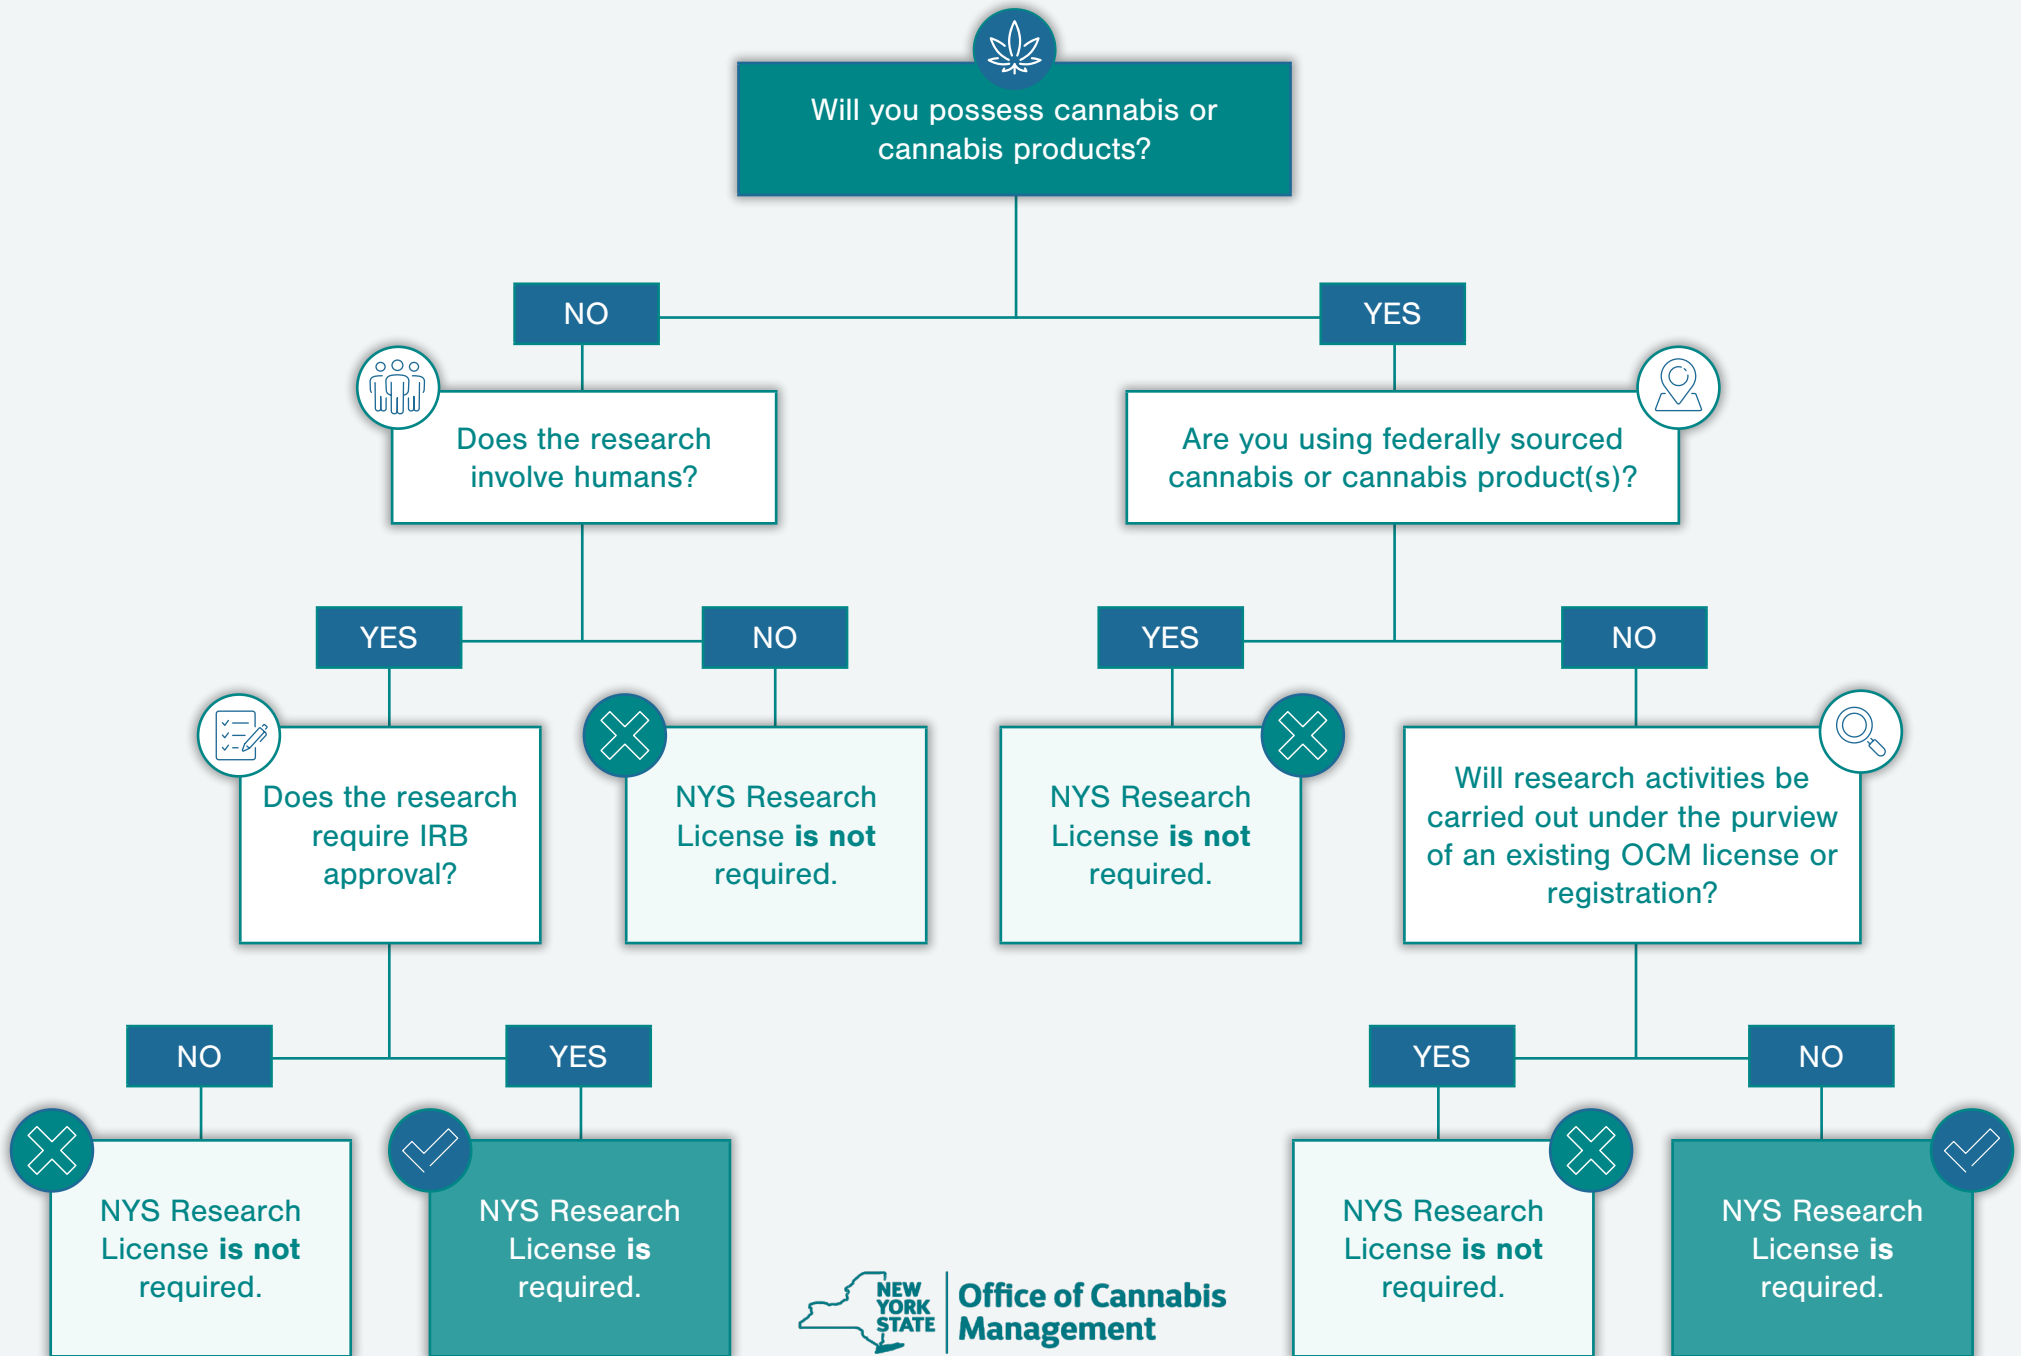 Will you possess cannabis or
cannabis products?
NO
YES
Does the research
involve humans?
Are you using federally sourced
cannabis or cannabis product(s)?
YES
NO
YES
NO
Does the research
require IRB
approval?
NYS Research
License is not
required.
NYS Research
License is not
required.
Will research activities be
carried out under the purview
of an existing OCM license or
registration?
NO
YES
YES
NO
NYS Research
License is not
required.
NYS Research
License is
required.
NYS Research
License is not
required.
NYS Research
License is
required.
NEW
YORK
STATE
Office of Cannabis
Management